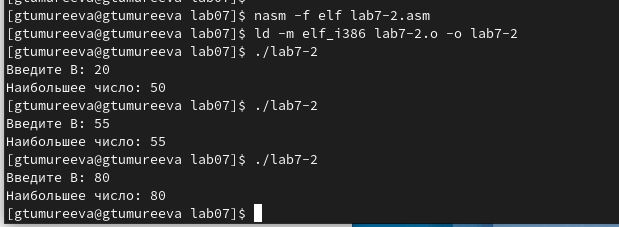 [gtumureeva@gtumureeva lab07]$ nasm -f elf lab7-2.asm
[gtumureeva@gtumureeva lab07]$ ld -m elf_i386 lab7-2.o -o lab7-2
[gtumureeva@gtumureeva lab07]$ ./lab7-2
Введите B: 20
Наибольшее число: 50
[gtumureeva@gtumureeva lab07]$ ./lab7-2
Введите B: 55
Наибольшее число: 55
[gtumureeva@gtumureeva lab07]$ ./lab7-2
Введите B: 80
Наибольшее число: 80
[gtumureeva@gtumureeva lab07]$